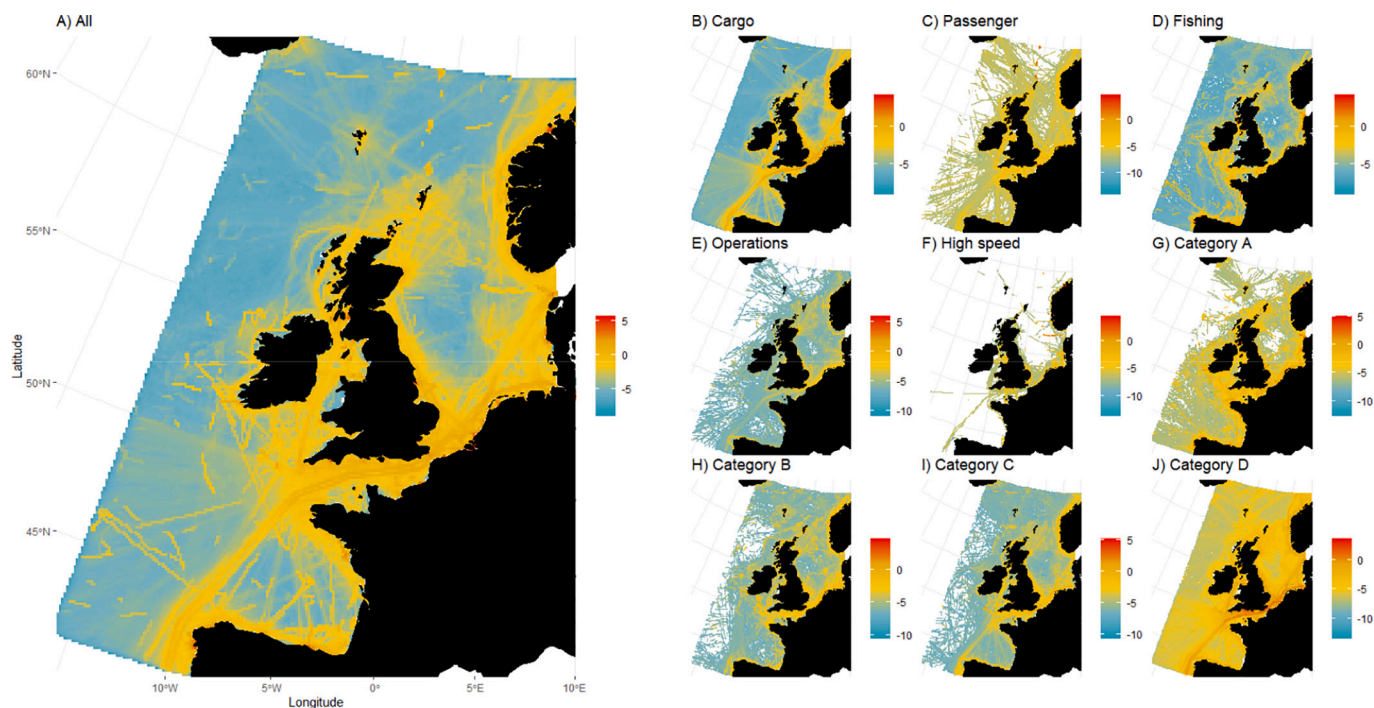 A) All
60°N
55°N
50°N
45°N
Latitude
10°W
5°W
0°
5°E
10°E
Longitude
5
0
-5
B) Cargo
0
-5
C) Passenger
5
0
-5
-10
D) Fishing
0
-5
E) Operations
5
0
-5
-10
F) High speed
5
0
-5
-10
G) Category A
5
0
-5
-10
H) Category B
0
-5
-10
I) Category C
5
0
-5
-10
J) Category D
0
-5
-10